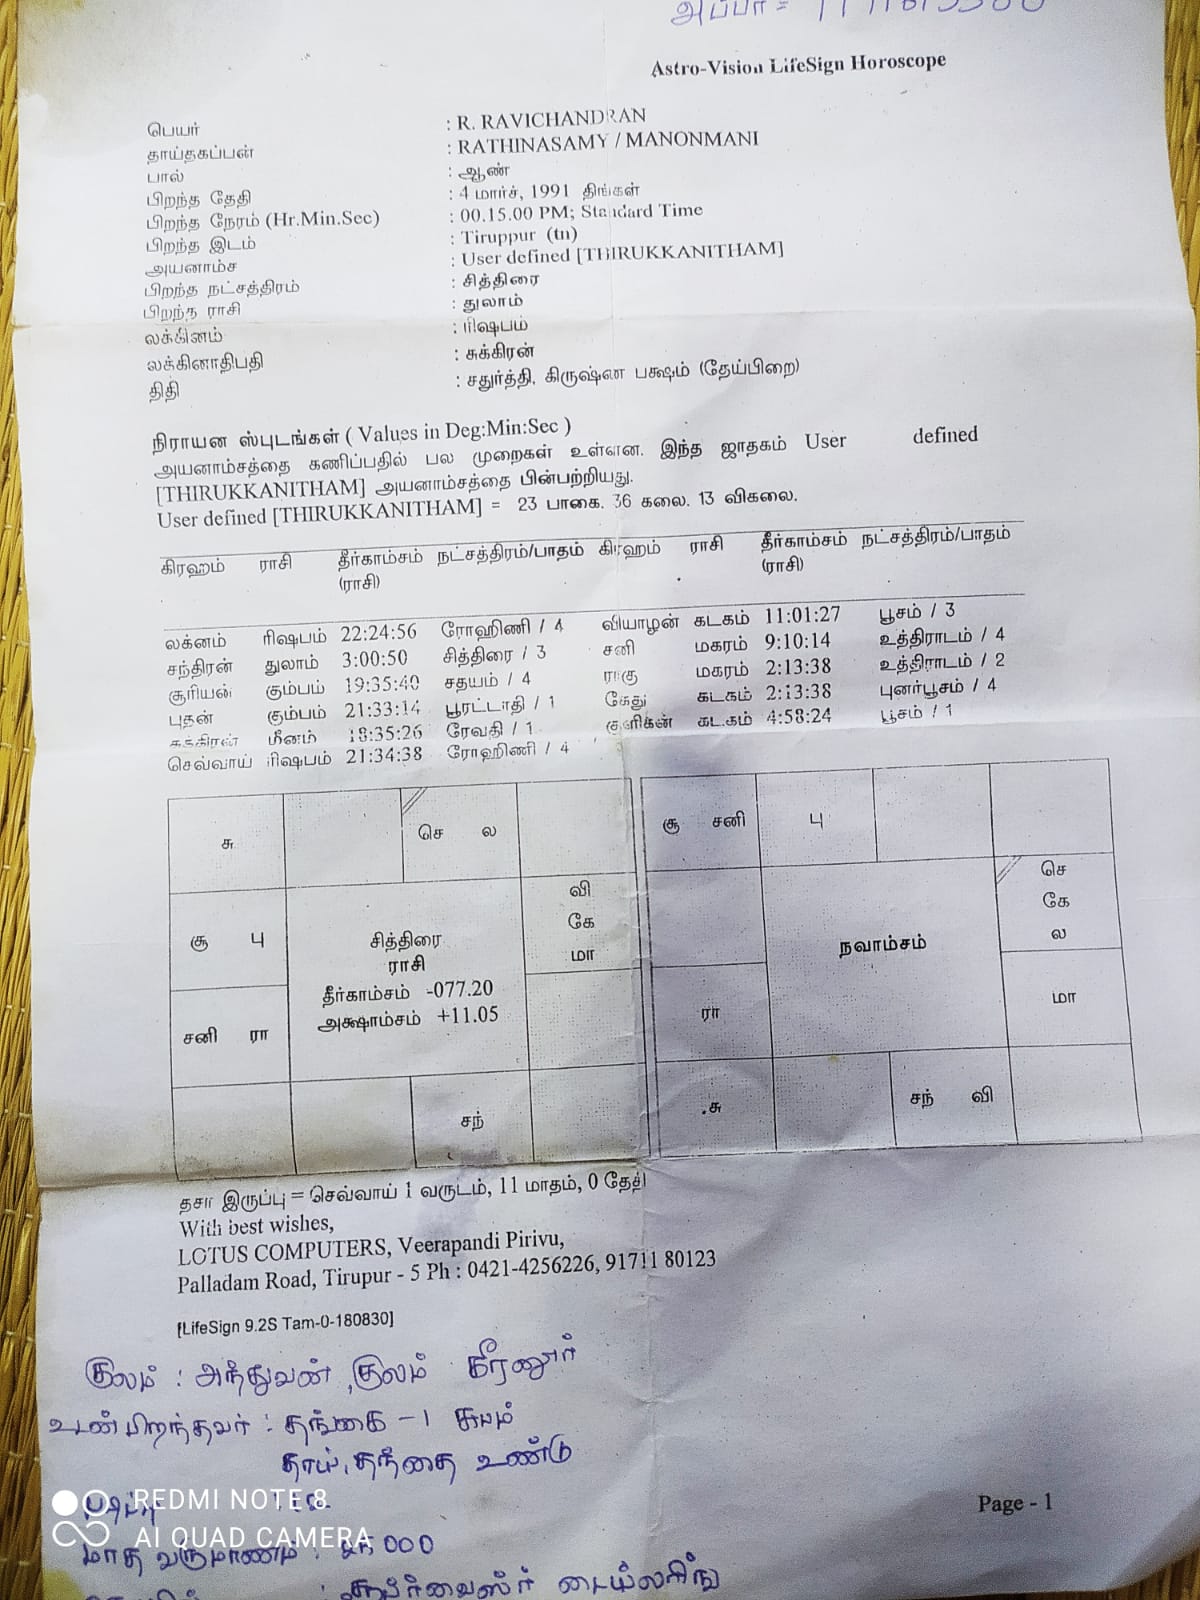 அப்பா =
Astro-Vision LifeSign Horoscope
பெயர் : R. RAVICHANDRAN
தாய்தகப்பன் : RATHINASAMY / MANONMANI
பால் : ஆண்
பிறந்த தேதி : 4 மார்ச், 1991 திங்கள்
பிறந்த நேரம் (Hr.Min.Sec) : 00.15.00 PM; Standard Time
பிறந்த இடம் : Tiruppur (tn)
அயனாம்ச : User defined [THIRUKKANITHAM]
பிறந்த நட்சத்திரம் : சித்திரை
பிறந்த ராசி : துலாம்
லக்கினம் : ரிஷபம்
லக்கினாதிபதி : சுக்கிரன்
திதி : சதுர்த்தி, கிருஷ்ண பக்ஷம் (தேய்பிறை)
நிராயன ஸ்புடங்கள் ( Values in Deg:Min:Sec )
அயனாம்சத்தை கணிப்பதில் பல முறைகள் உள்ளன. இந்த ஜாதகம் User defined
[THIRUKKANITHAM] அயனாம்சத்தை பின்பற்றியது.
User defined [THIRUKKANITHAM] = 23 பாகை. 36 கலை. 13 விகலை.
கிரஹம் ராசி தீர்காம்சம் நட்சத்திரம்/பாதம் கிரஹம் ராசி தீர்காம்சம் நட்சத்திரம்/பாதம்
(ராசி) (ராசி)
லக்னம் ரிஷபம் 22:24:56 ரோஹிணி / 4 வியாழன் கடகம் 11:01:27 பூசம் / 3
சந்திரன் துலாம் 3:00:50 சித்திரை / 3 சனி மகரம் 9:10:14 உத்திராடம் / 4
சூரியன் கும்பம் 19:35:40 சதயம் / 4 ராகு மகரம் 2:13:38 உத்திராடம் / 2
புதன் கும்பம் 21:33:14 பூரட்டாதி / 1 கேது கடகம் 2:13:38 புனர்பூசம் / 4
சுக்கிரன் மீனம் 18:35:26 ரேவதி / 1 குளிகன் கடகம் 4:58:24 பூசம் / 1
செவ்வாய் ரிஷபம் 21:34:38 ரோஹிணி / 4
சு செ ல
வி
கே
மா
சூ பு
சனி ரா
சித்திரை
ராசி
தீர்காம்சம் -077.20
அக்ஷாம்சம் +11.05
சந்
சூ சனி பு
செ
கே
ல
நவாம்சம்
ரா மா
சு சந் வி
தசா இருப்பு = செவ்வாய் 1 வருடம், 11 மாதம், 0 தேதி
With best wishes,
LOTUS COMPUTERS, Veerapandi Pirivu,
Palladam Road, Tirupur - 5 Ph : 0421-4256226, 91711 80123
[LifeSign 9.2S Tam-0-180830]
குலம் : அந்துவன் குலம் கீரனூர்
உடன்பிறந்தவர் : தங்கை - 1
தாய், தந்தை உண்டு
படிப்பு
Page - 1
மாத வருமானம் :
சூப்பர்வைஸர் டைய்லரிங்
REDMI NOTE 8
AI QUAD CAMERA